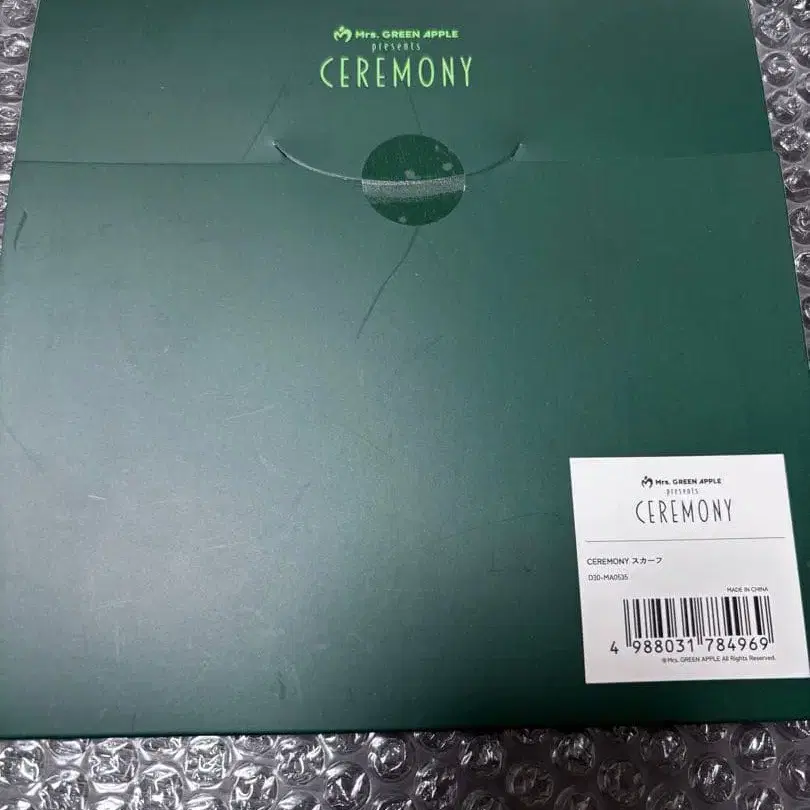 Mrs. GREEN APPLE
presents
CEREMONY
Mrs. GREEN APPLE
presents
CEREMONY
CEREMONY スカーフ
D30-MA0535
MADE IN CHINA
4 988031 784969
©Mrs. GREEN APPLE All Rights Reserved.